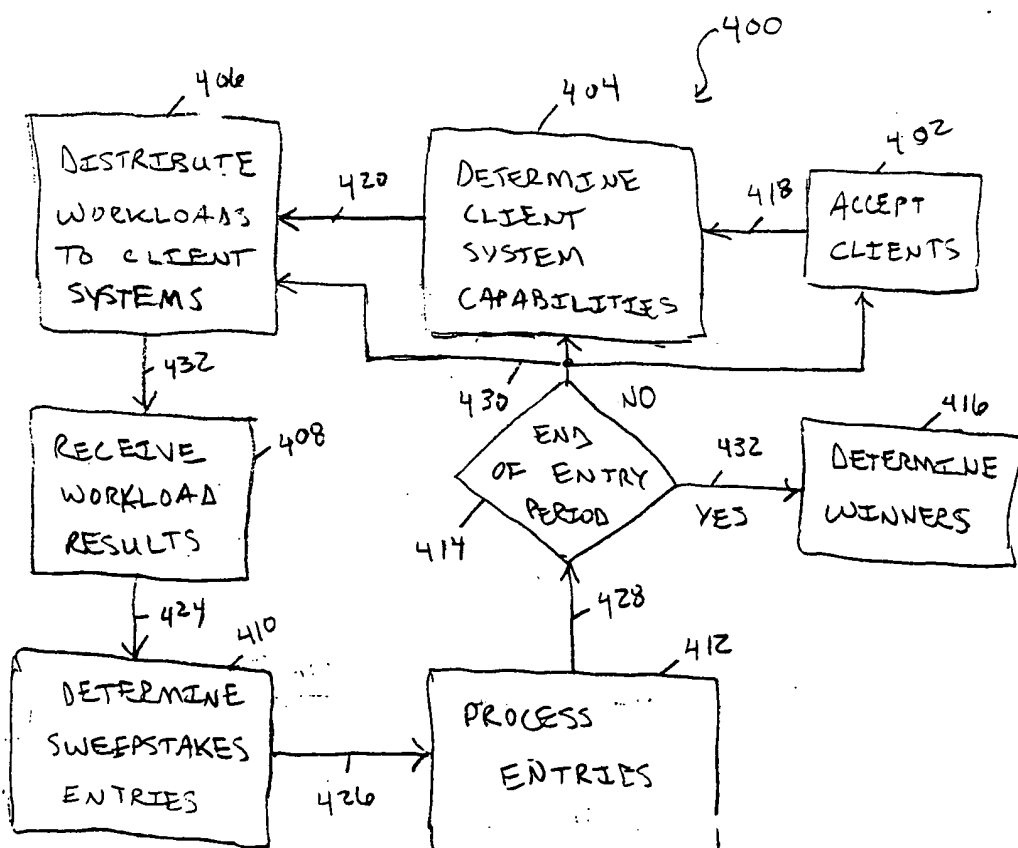 400
406
DISTRIBUTE
WORKLOADS
TO CLIENT
SYSTEMS
420
404
DETERMINE
CLIENT
SYSTEM
CAPABILITIES
418
402
ACCEPT
CLIENTS
432
430
NO
RECEIVE
WORKLOAD
RESULTS
408
END
OF ENTRY
PERIOD
414
432
YES
416
DETERMINE
WINNERS
424
428
410
DETERMINE
SWEEPSTAKES
ENTRIES
426
412
PROCESS
ENTRIES